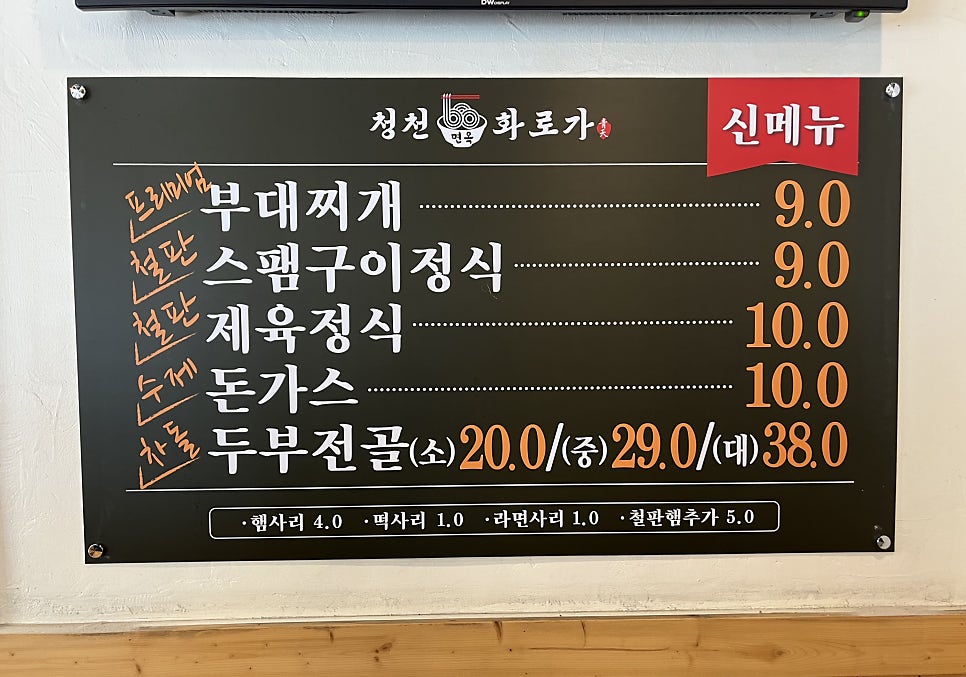 DW DISPLAY
청천 면옥 화로가
신메뉴
프리미엄 부대찌개 9.0
철판 스팸구이정식 9.0
철판 제육정식 10.0
수제 돈가스 10.0
차돌 두부전골(소)20.0/(중)29.0/(대)38.0
·햄사리 4.0 ·떡사리 1.0 ·라면사리 1.0 ·철판햄추가 5.0